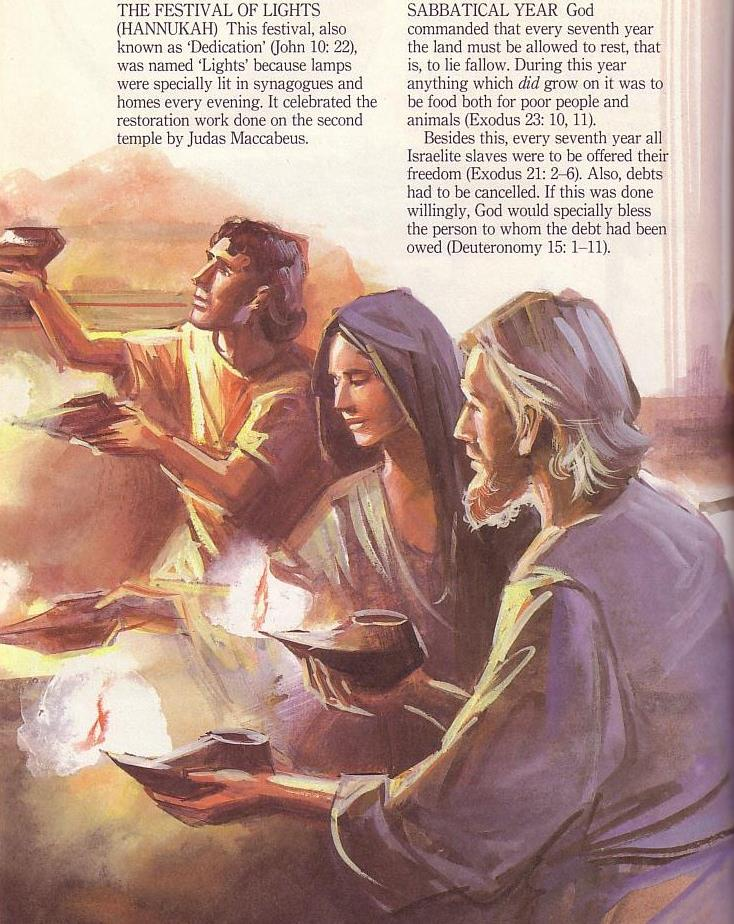 THE FESTIVAL OF LIGHTS
(HANNUKAH) This festival, also
known as ‘Dedication’ (John 10: 22),
was named ‘Lights’ because lamps
were specially lit in synagogues and
homes every evening. It celebrated the
restoration work done on the second
temple by Judas Maccabeus.
SABBATICAL YEAR God
commanded that every seventh year
the land must be allowed to rest, that
is, to lie fallow. During this year
anything which did grow on it was to
be food both for poor people and
animals (Exodus 23: 10, 11).
Besides this, every seventh year all
Israelite slaves were to be offered their
freedom (Exodus 21: 2–6). Also, debts
had to be cancelled. If this was done
willingly, God would specially bless
the person to whom the debt had been
owed (Deuteronomy 15: 1–11).